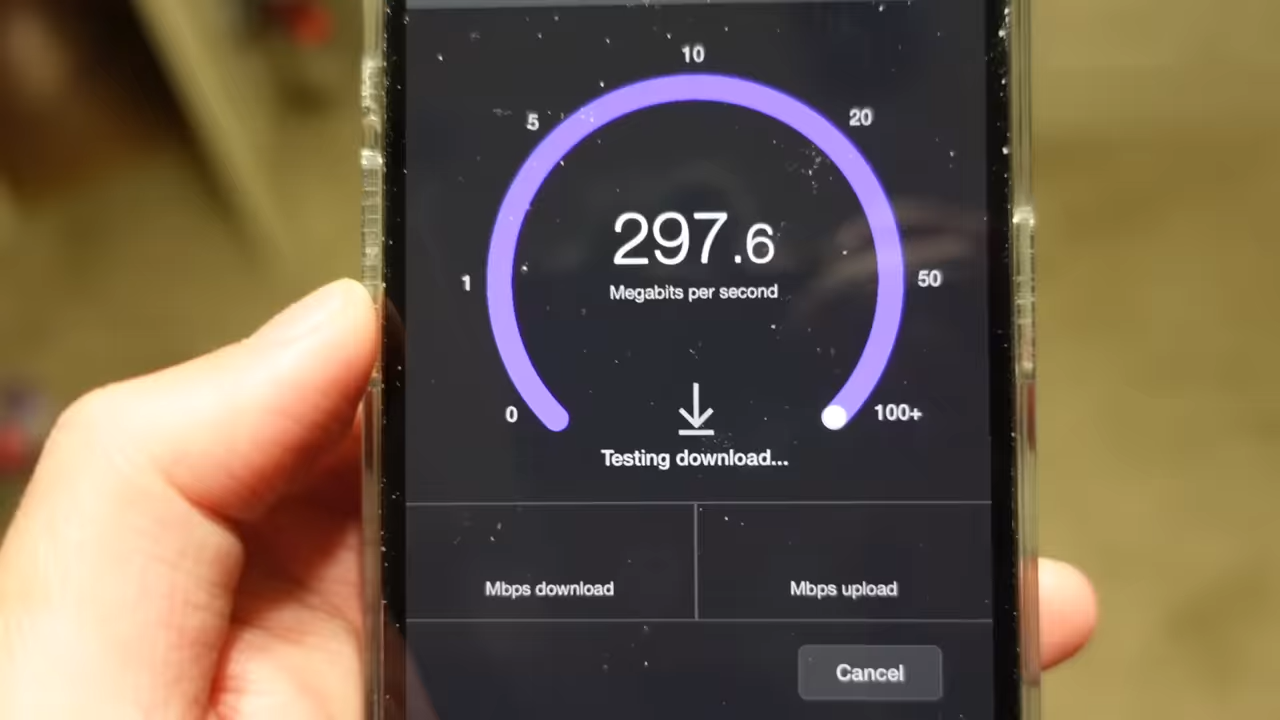 10
5
20
297.6
Megabits per second
1
50
0
100+
Testing download...
Mbps download
Mbps upload
Cancel